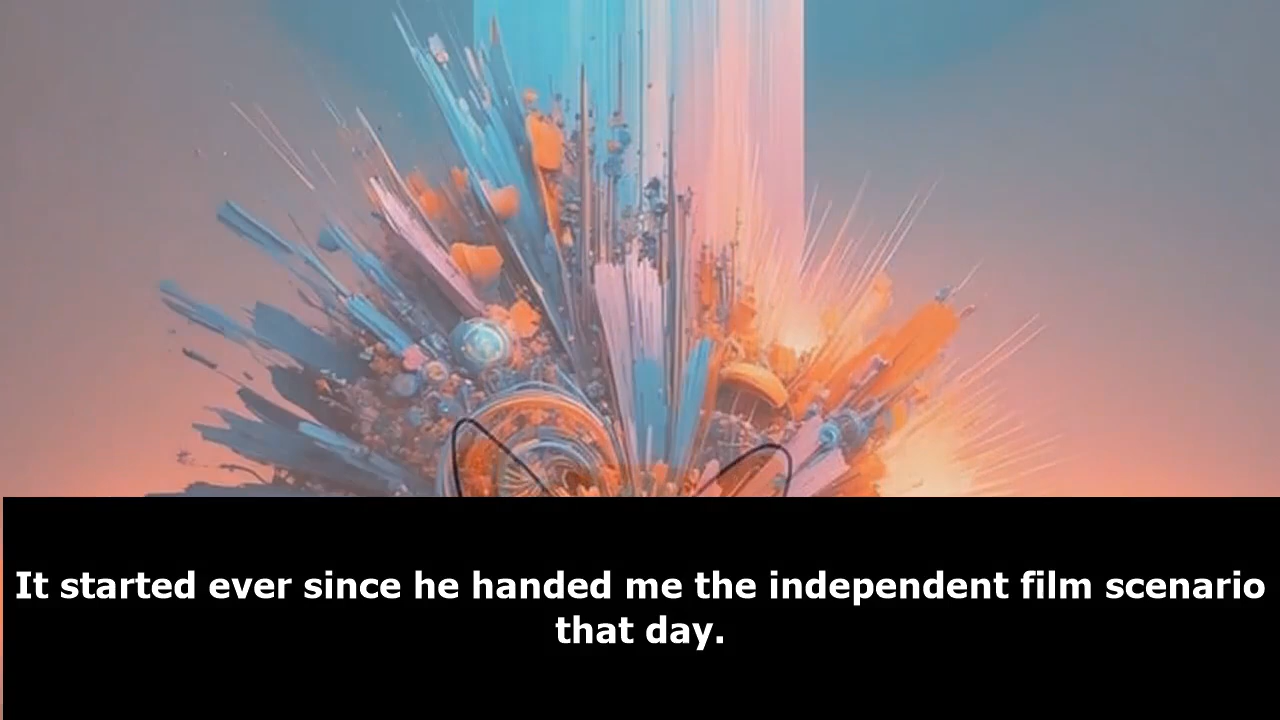 It started ever since he handed me the independent film scenario
that day.